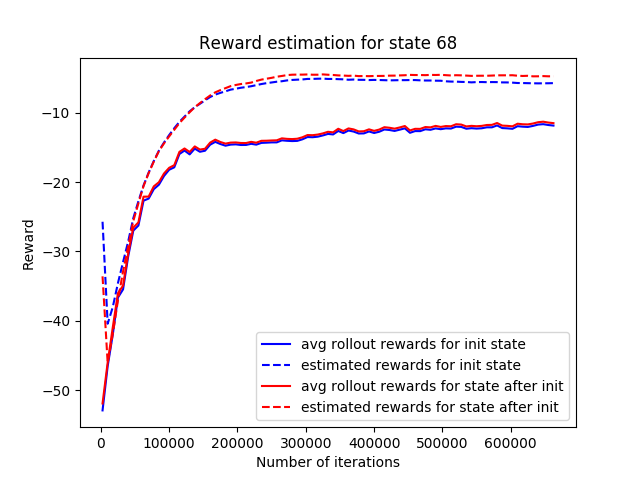 Reward estimation for state 68
Reward
−10
−20
−30
−40
−50
avg rollout rewards for init state
estimated rewards for init state
avg rollout rewards for state after init
estimated rewards for state after init
0 100000 200000 300000 400000 500000 600000
Number of iterations